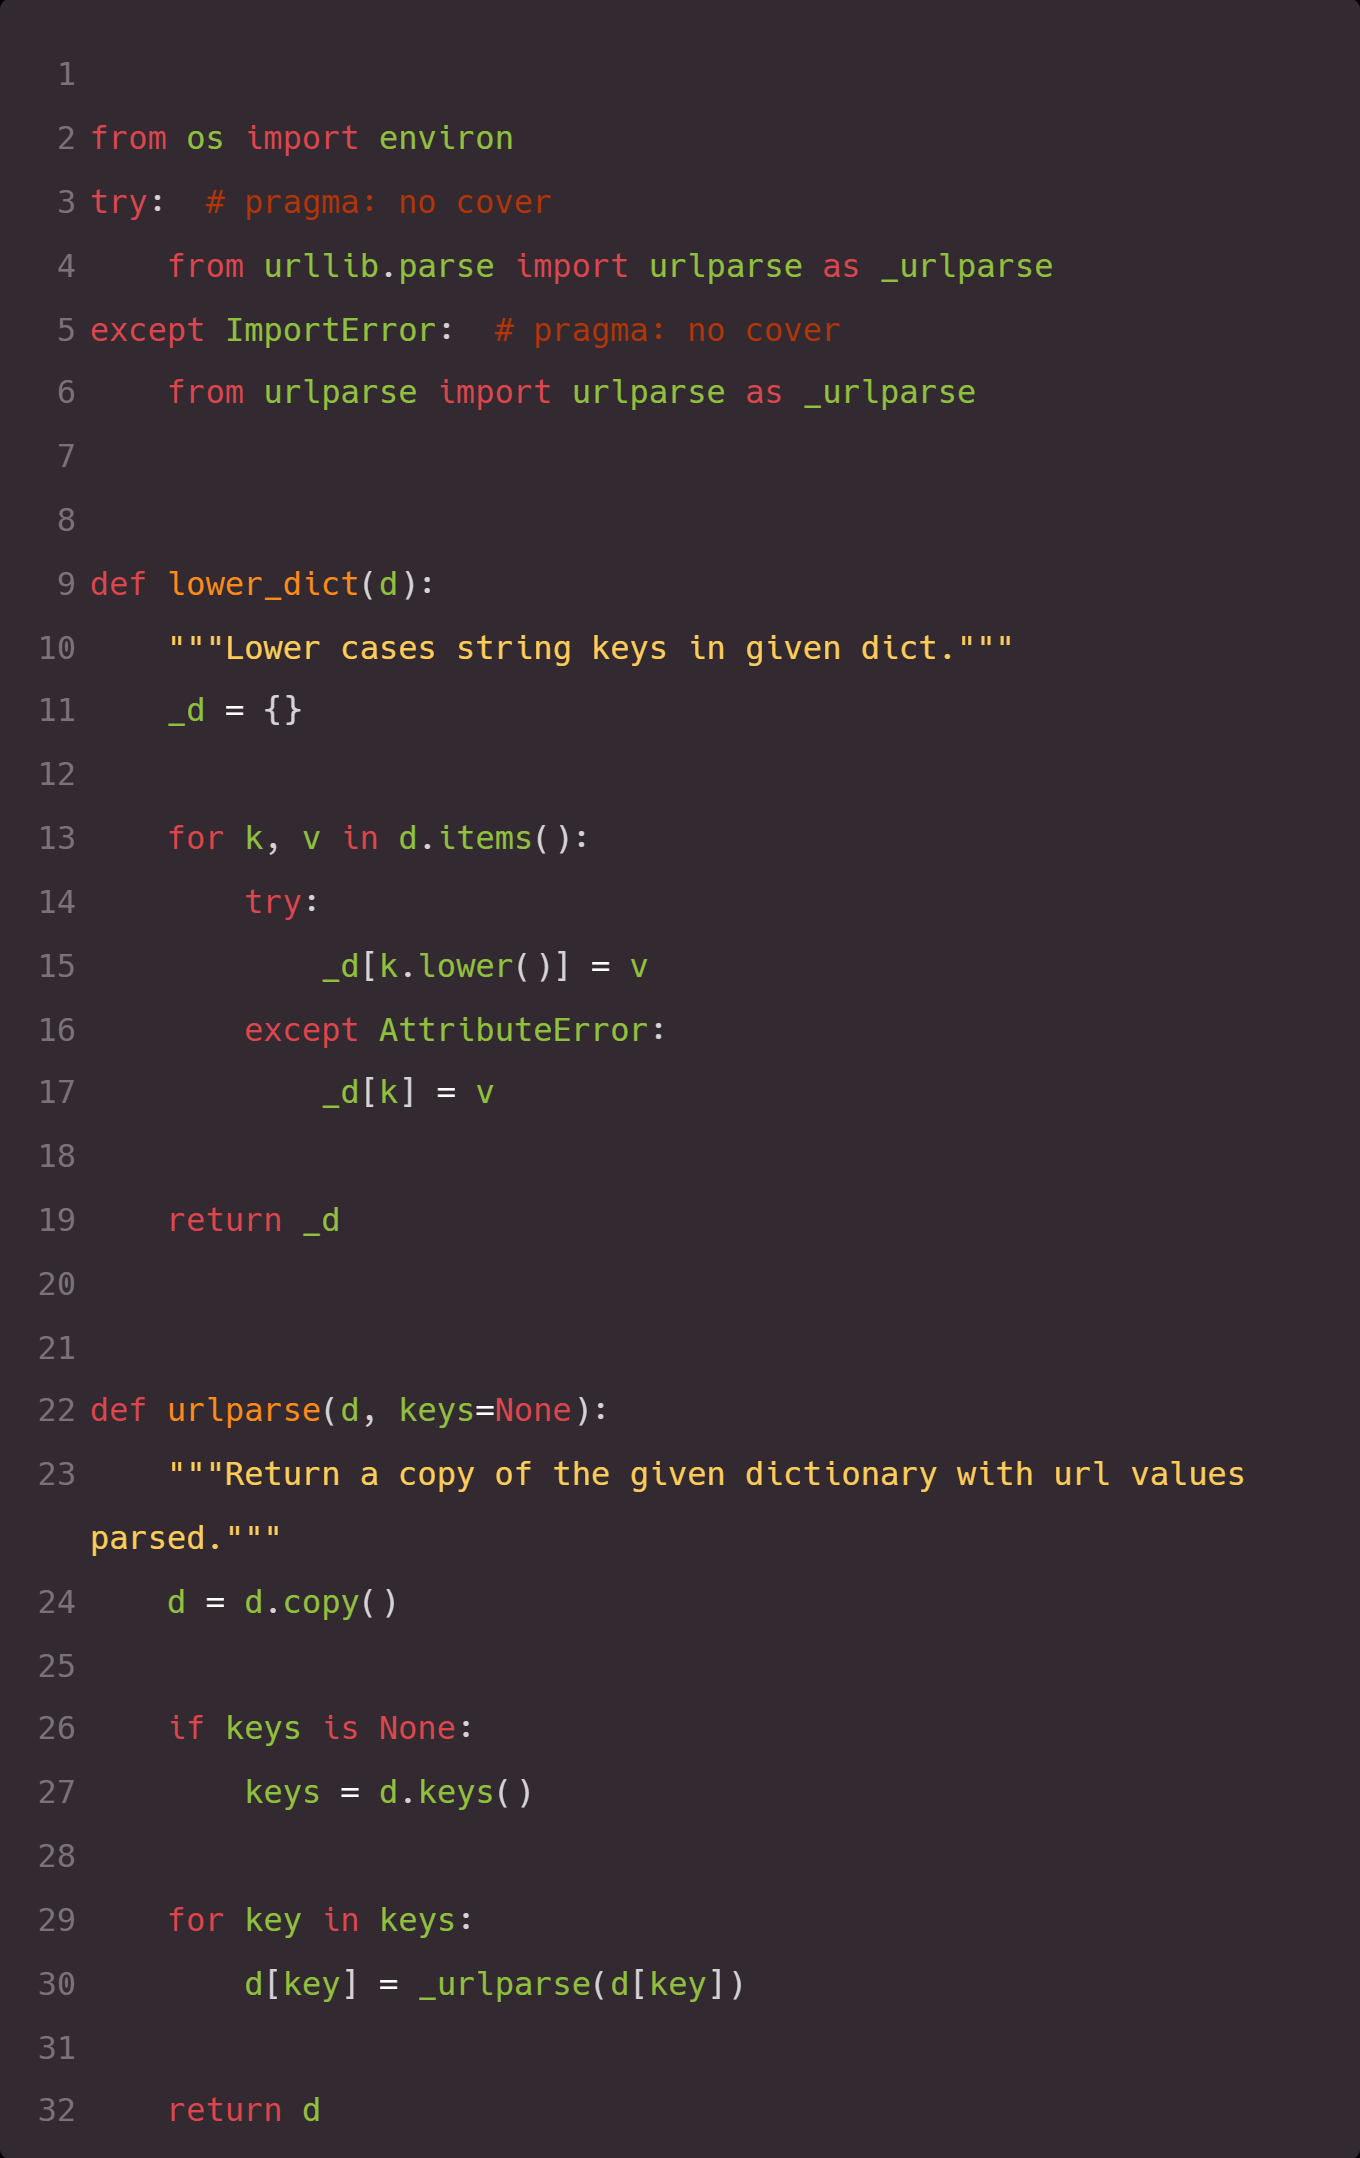 1
2 from os import environ
3 try:  # pragma: no cover
4     from urllib.parse import urlparse as _urlparse
5 except ImportError:  # pragma: no cover
6     from urlparse import urlparse as _urlparse
7
8
9 def lower_dict(d):
10     """Lower cases string keys in given dict."""
11     _d = {}
12
13     for k, v in d.items():
14         try:
15             _d[k.lower()] = v
16         except AttributeError:
17             _d[k] = v
18
19     return _d
20
21
22 def urlparse(d, keys=None):
23     """Return a copy of the given dictionary with url values
parsed."""
24     d = d.copy()
25
26     if keys is None:
27         keys = d.keys()
28
29     for key in keys:
30         d[key] = _urlparse(d[key])
31
32     return d